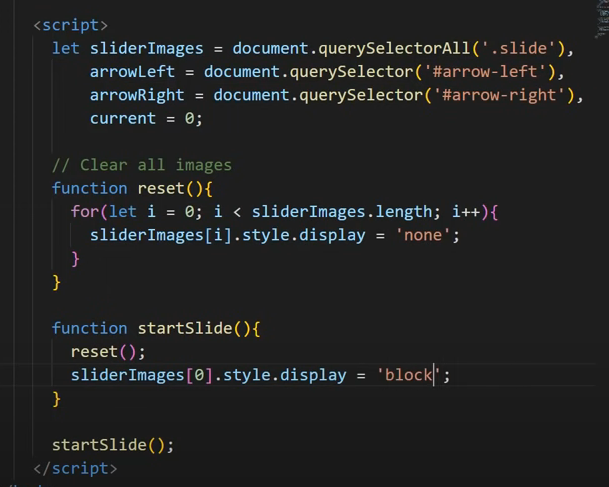 <script>
let sliderImages = document.querySelectorAll('.slide'),
arrowLeft = document.querySelector('#arrow-left'),
arrowRight = document.querySelector('#arrow-right'),
current = 0;
// Clear all images
function reset(){
for(let i = 0; i < sliderImages.length; i++){
sliderImages[i].style.display = 'none';
}
}
function startSlide(){
reset();
sliderImages[0].style.display = 'block';
}
startSlide();
</script>